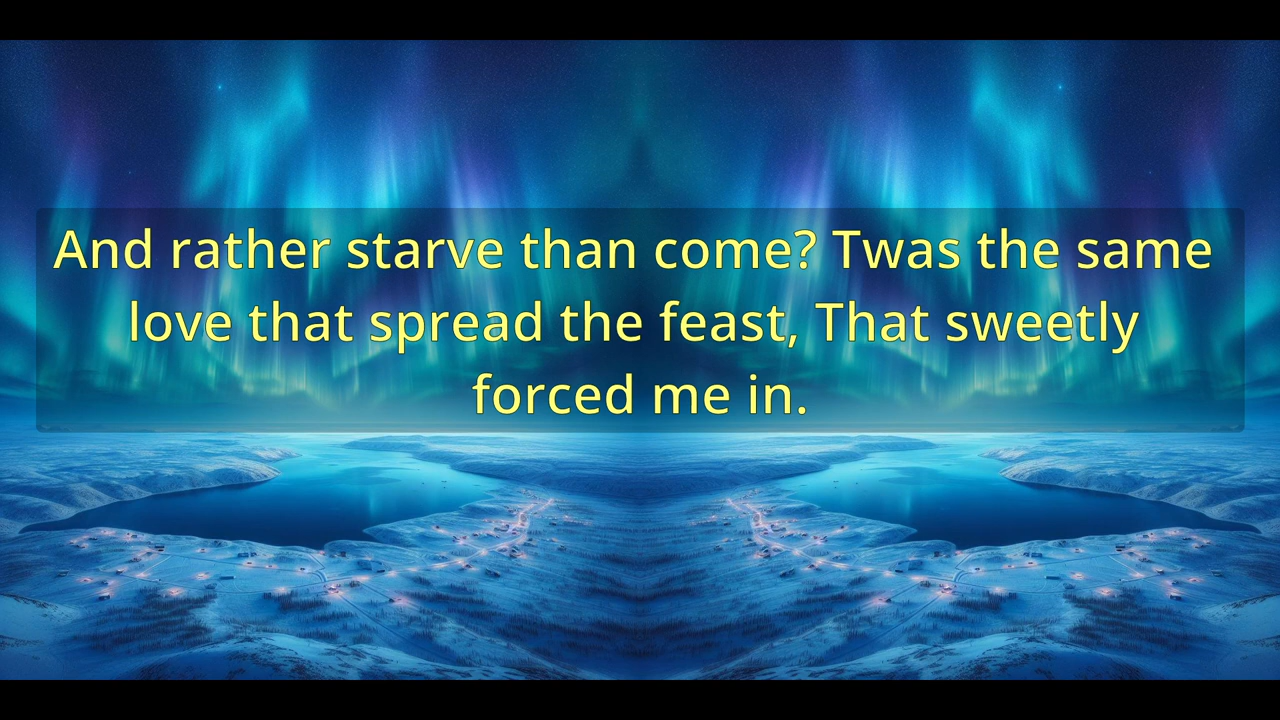 And rather starve than come? Twas the same
love that spread the feast, That sweetly
forced me in.